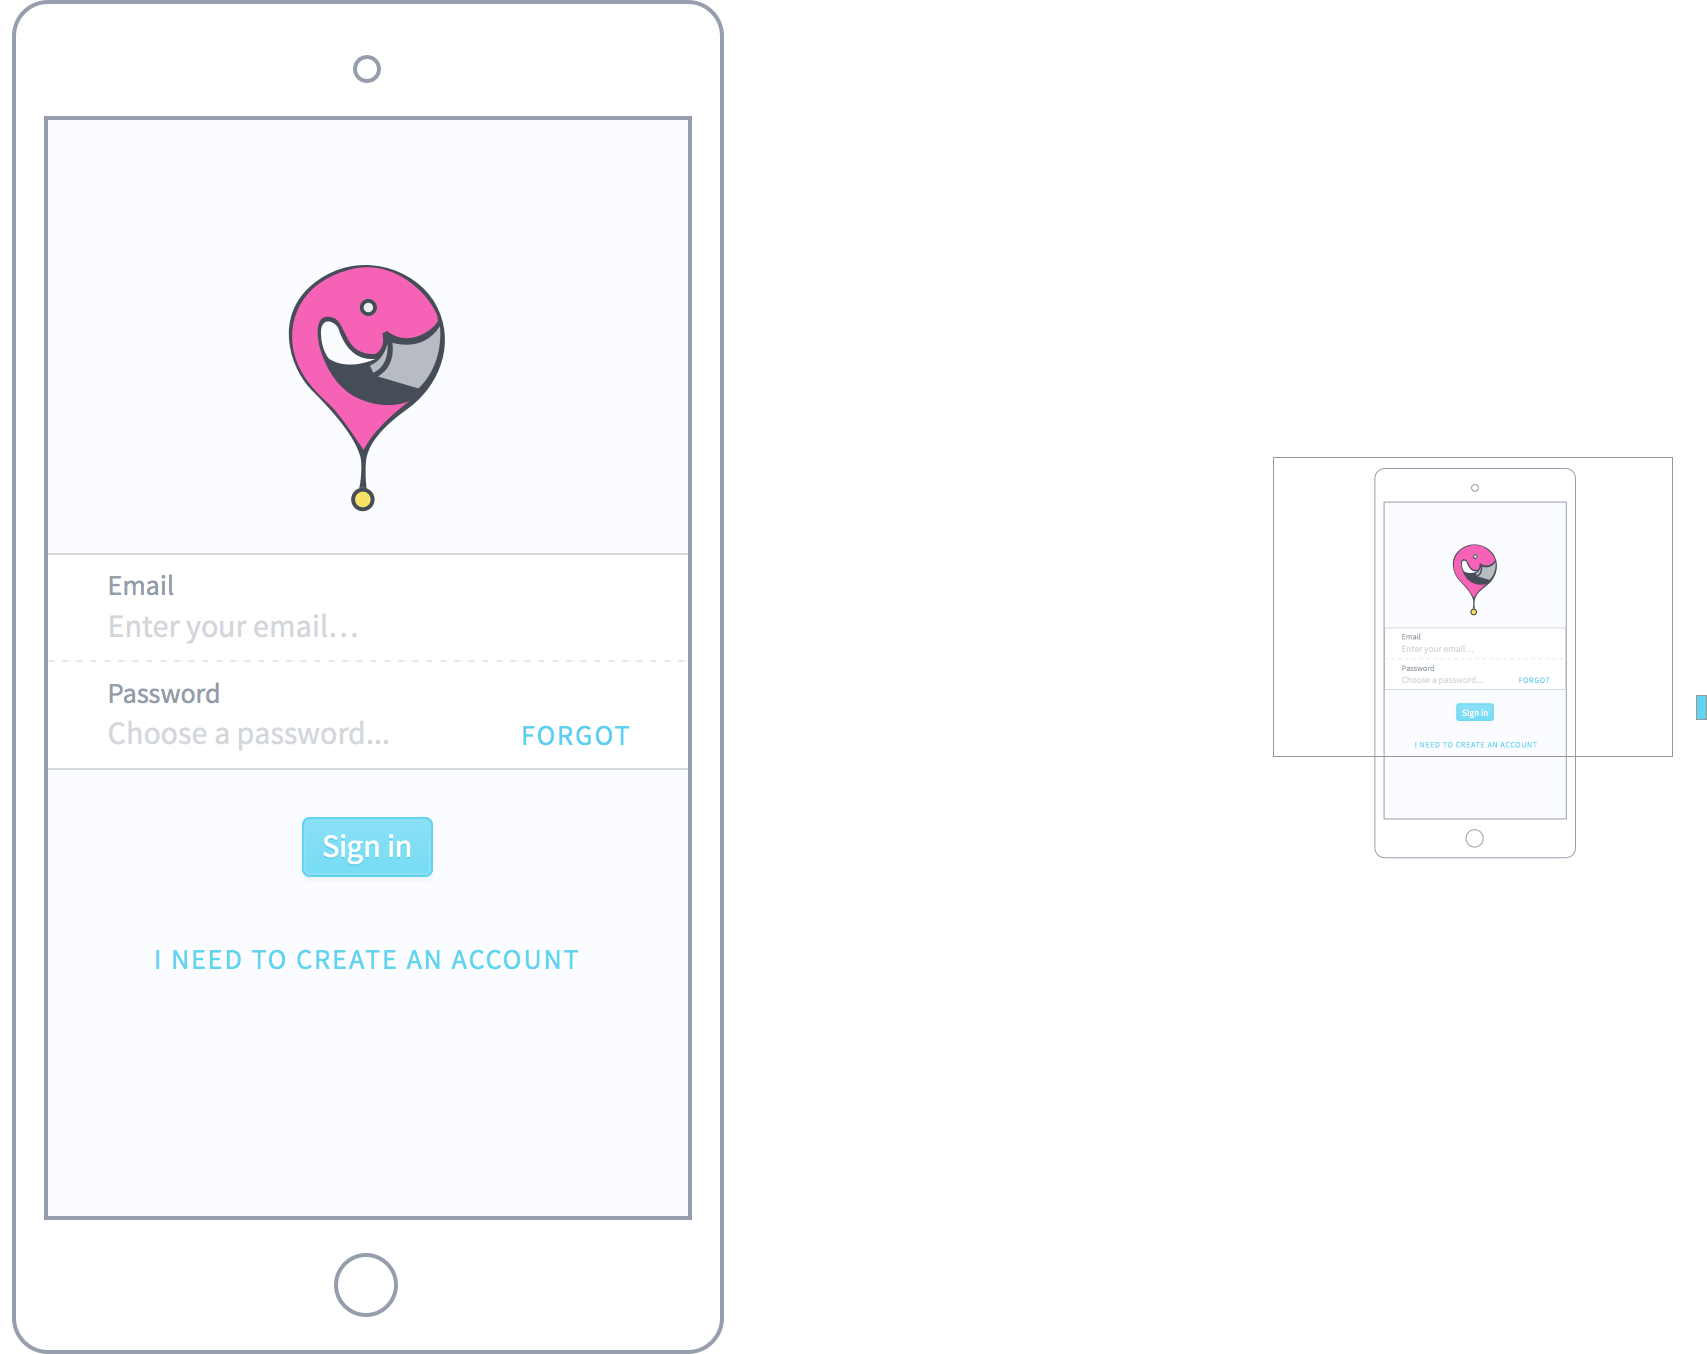 Email
Enter your email...
Password
Choose a password...
FORGOT
Sign in
I NEED TO CREATE AN ACCOUNT
Email
Enter your email...
Password
Choose a password...
FORGOT
Sign in
I NEED TO CREATE AN ACCOUNT